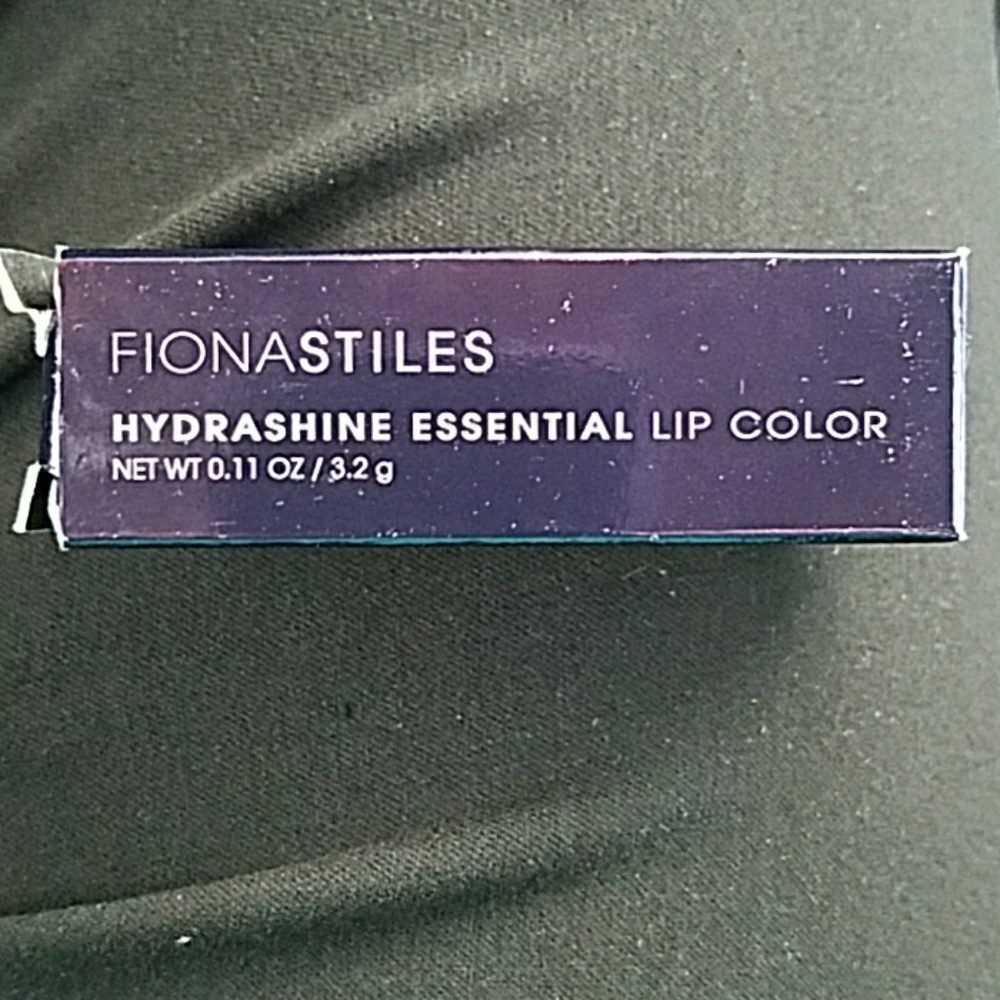 FIONASTILES
HYDRASHINE ESSENTIAL LIP COLOR
NET WT 0.11 OZ / 3.2 g